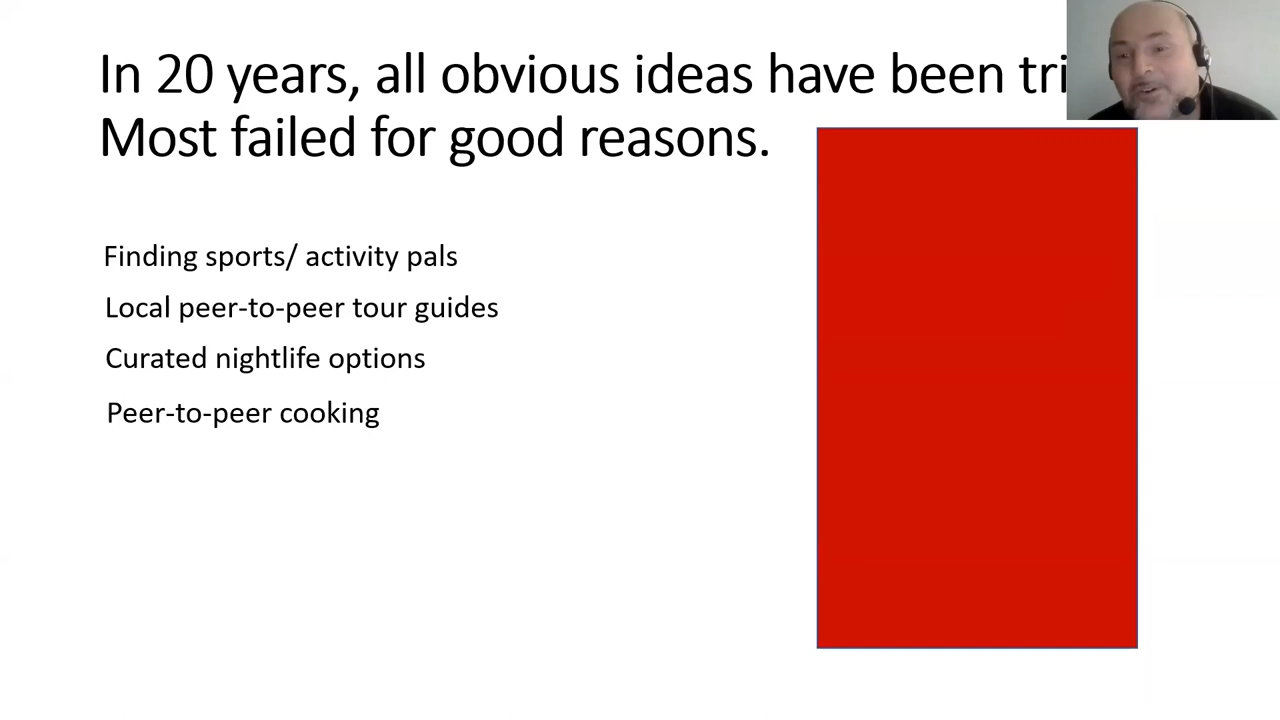 In 20 years, all obvious ideas have been tri
Most failed for good reasons.
Finding sports/ activity pals
Local peer-to-peer tour guides
Curated nightlife options
Peer-to-peer cooking